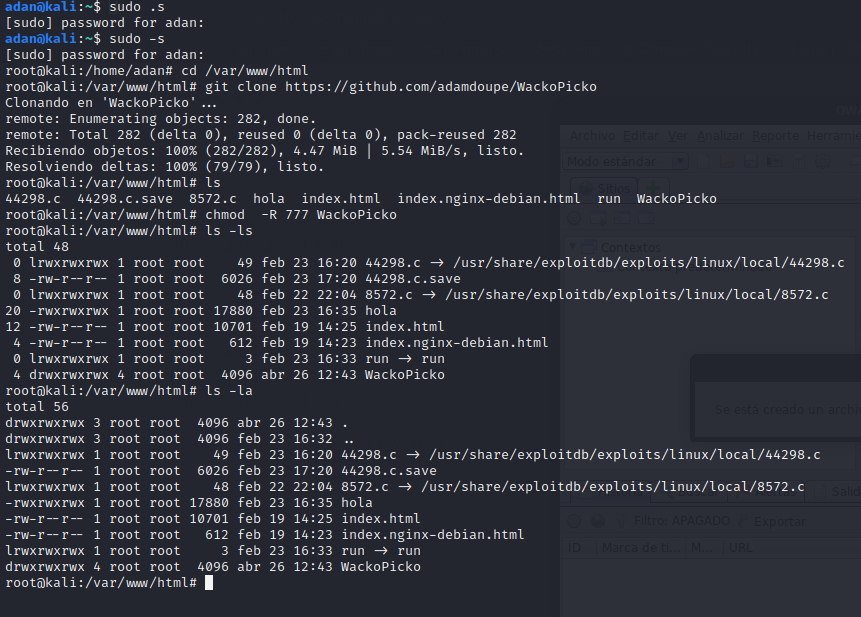 adan@kali:~$ sudo .s
[sudo] password for adan:
adan@kali:~$ sudo -s
[sudo] password for adan:
root@kali:/home/adan# cd /var/www/html
root@kali:/var/www/html# git clone https://github.com/adamdoupe/WackoPicko
Clonando en 'WackoPicko'...
remote: Enumerating objects: 282, done.
remote: Total 282 (delta 0), reused 0 (delta 0), pack-reused 282
Recibiendo objetos: 100% (282/282), 4.47 MiB | 5.54 MiB/s, listo.
Resolviendo deltas: 100% (79/79), listo.
root@kali:/var/www/html# ls
44298.c  44298.c.save  8572.c  hola  index.html  index.nginx-debian.html  run  WackoPicko
root@kali:/var/www/html# chmod  -R 777 WackoPicko
root@kali:/var/www/html# ls -ls
total 48
 0 lrwxrwxrwx 1 root root    49 feb 23 16:20 44298.c → /usr/share/exploitdb/exploits/linux/local/44298.c
 8 -rw-r--r-- 1 root root  6026 feb 23 17:20 44298.c.save
 0 lrwxrwxrwx 1 root root    48 feb 22 22:04 8572.c → /usr/share/exploitdb/exploits/linux/local/8572.c
20 -rwxrwxrwx 1 root root 17880 feb 23 16:35 hola
12 -rw-r--r-- 1 root root 10701 feb 19 14:25 index.html
 4 -rw-r--r-- 1 root root   612 feb 19 14:23 index.nginx-debian.html
 0 lrwxrwxrwx 1 root root     3 feb 23 16:33 run → run
 4 drwxrwxrwx 4 root root  4096 abr 26 12:43 WackoPicko
root@kali:/var/www/html# ls -la
total 56
drwxrwxrwx 3 root root  4096 abr 26 12:43 .
drwxrwxrwx 3 root root  4096 feb 23 16:32 ..
lrwxrwxrwx 1 root root    49 feb 23 16:20 44298.c → /usr/share/exploitdb/exploits/linux/local/44298.c
-rw-r--r-- 1 root root  6026 feb 23 17:20 44298.c.save
lrwxrwxrwx 1 root root    48 feb 22 22:04 8572.c → /usr/share/exploitdb/exploits/linux/local/8572.c
-rwxrwxrwx 1 root root 17880 feb 23 16:35 hola
-rw-r--r-- 1 root root 10701 feb 19 14:25 index.html
-rw-r--r-- 1 root root   612 feb 19 14:23 index.nginx-debian.html
lrwxrwxrwx 1 root root     3 feb 23 16:33 run → run
drwxrwxrwx 4 root root  4096 abr 26 12:43 WackoPicko
root@kali:/var/www/html#
Archivo Editar Ver Analizar Reporte
Modo estándar
Sitios
Contextos
Se está creado un
Filtro: APAGADO Exportar
ID Marca de ti... M... URL